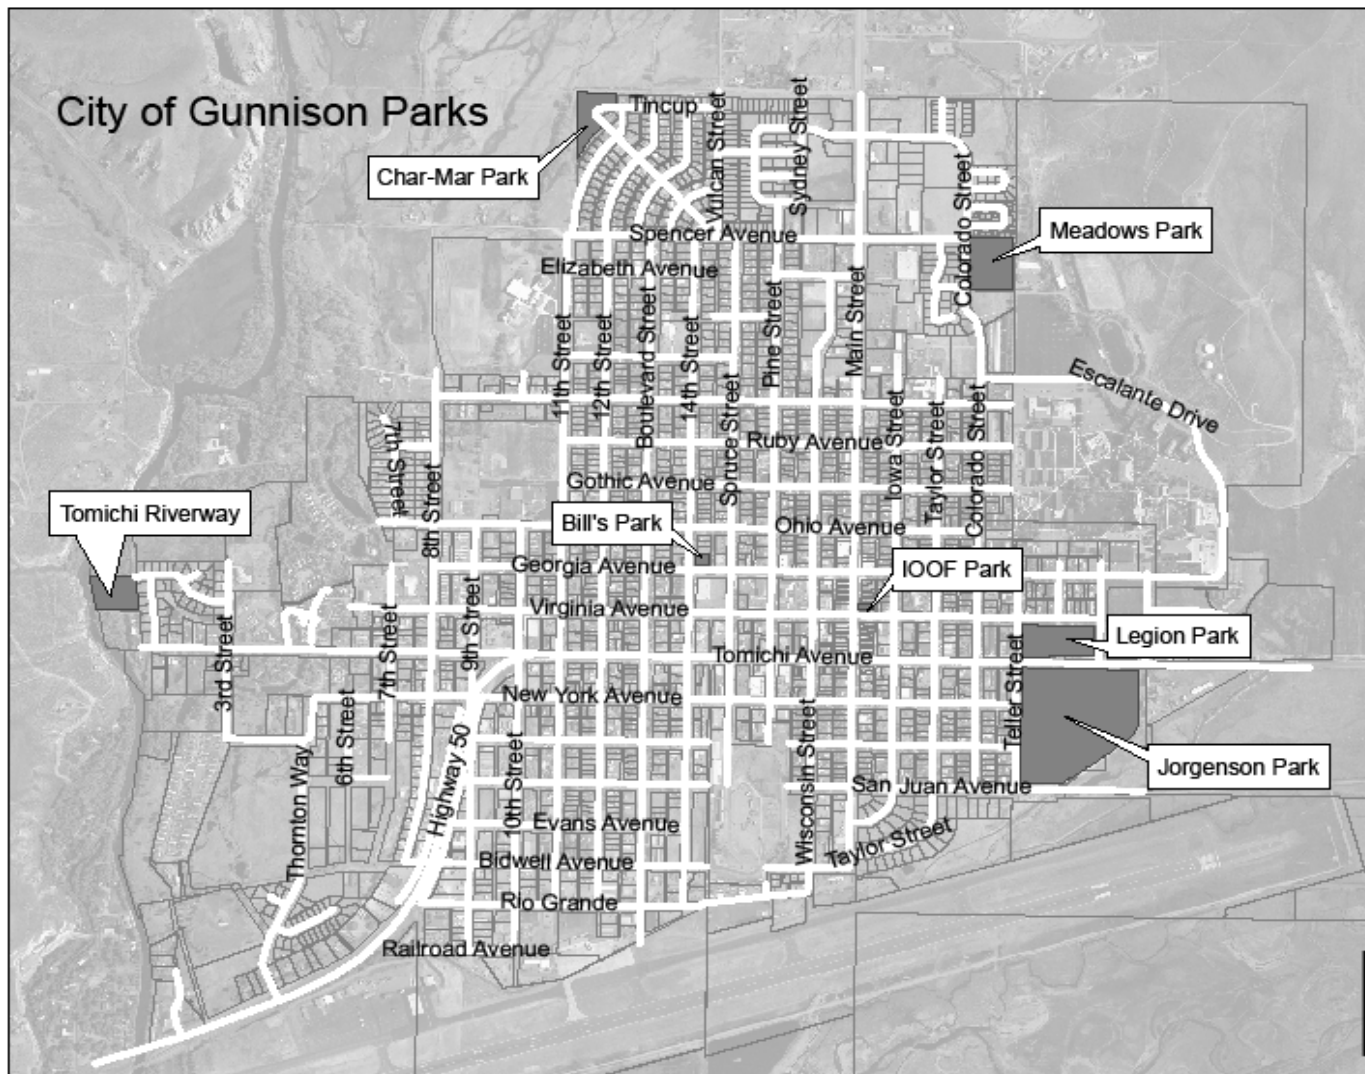 City of Gunnison Parks
Tincup
Char-Mar Park
Vulcan Street
Sydney Street
Colorado Street
Meadows Park
Spencer Avenue
Elizabeth Avenue
11th Street
12th Street
Boulevard Street
14th Street
Pine Street
Main Street
Escalante Drive
7th Street
8th Street
Spruce Street
Ruby Avenue
Iowa Street
Taylor Street
Colorado Street
Gothic Avenue
Tomichi Riverway
Bill's Park
Ohio Avenue
Georgia Avenue
IOOF Park
Virginia Avenue
9th Street
Legion Park
3rd Street
7th Street
Tomichi Avenue
Teller Street
New York Avenue
6th Street
Thornton Way
Highway 50
10th Street
Wisconsin Street
San Juan Avenue
Jorgenson Park
Evans Avenue
Taylor Street
Bidwell Avenue
Rio Grande
Railroad Avenue